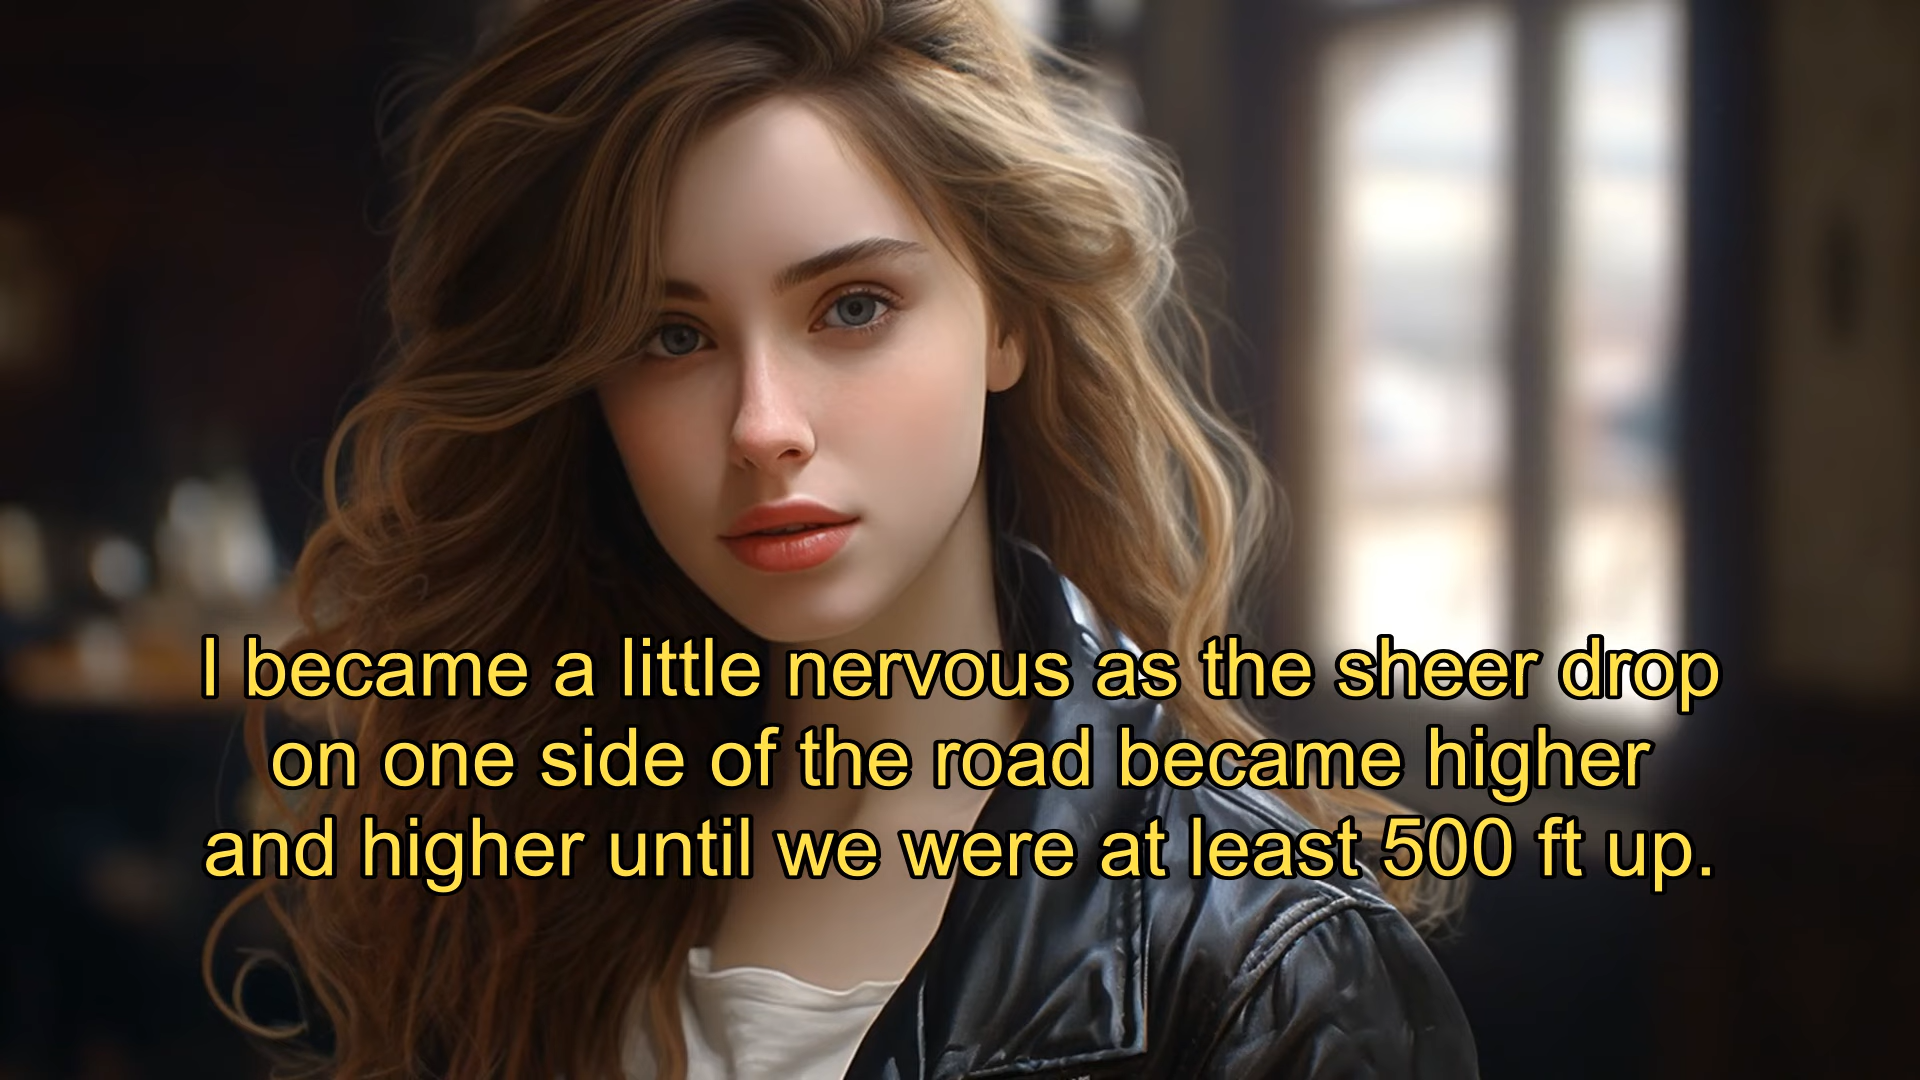 I became a little nervous as the sheer drop
on one side of the road became higher
and higher until we were at least 500 ft up.